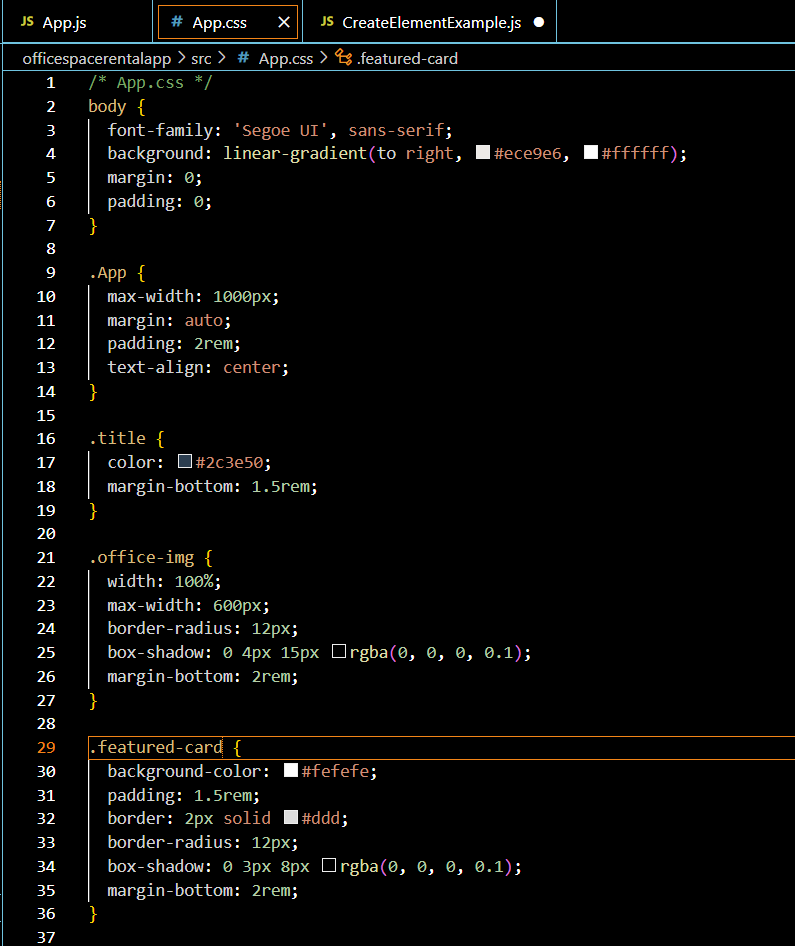 JS App.js
# App.css ✕
JS CreateElementExample.js ●
officespacerentalapp > src > # App.css > .featured-card
1 /* App.css */
2 body {
3 font-family: 'Segoe UI', sans-serif;
4 background: linear-gradient(to right, #ece9e6, #ffffff);
5 margin: 0;
6 padding: 0;
7 }
8
9 .App {
10 max-width: 1000px;
11 margin: auto;
12 padding: 2rem;
13 text-align: center;
14 }
15
16 .title {
17 color: #2c3e50;
18 margin-bottom: 1.5rem;
19 }
20
21 .office-img {
22 width: 100%;
23 max-width: 600px;
24 border-radius: 12px;
25 box-shadow: 0 4px 15px rgba(0, 0, 0, 0.1);
26 margin-bottom: 2rem;
27 }
28
29 .featured-card {
30 background-color: #fefefe;
31 padding: 1.5rem;
32 border: 2px solid #ddd;
33 border-radius: 12px;
34 box-shadow: 0 3px 8px rgba(0, 0, 0, 0.1);
35 margin-bottom: 2rem;
36 }
37